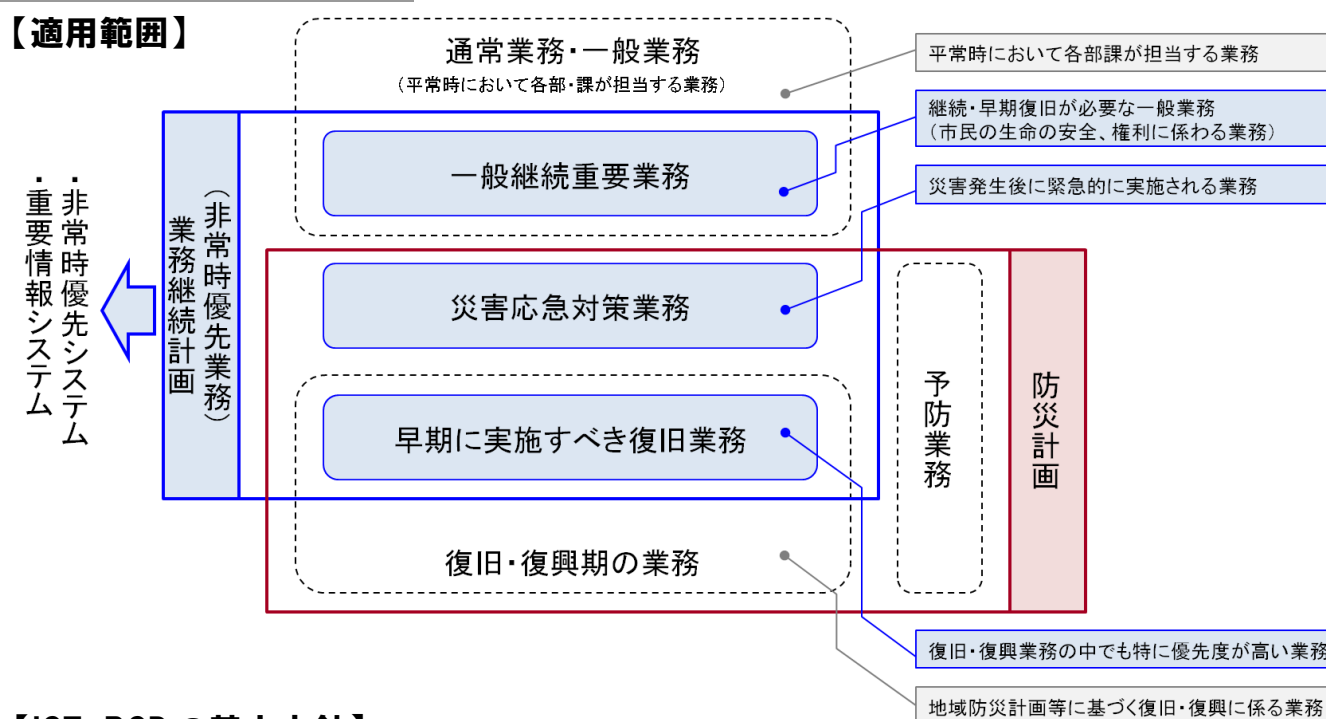 【適用範囲】
通常業務・一般業務
(平常時において各部・課が担当する業務)
平常時において各部課が担当する業務
継続・早期復旧が必要な一般業務
(市民の生命の安全、権利に係わる業務)
一般継続重要業務
災害発生後に緊急的に実施される業務
・非常時優先システム
・重要情報システム
(非常時優先業務)
業務継続計画
災害応急対策業務
予防業務
防災計画
早期に実施すべき復旧業務
復旧・復興期の業務
復旧・復興業務の中でも特に優先度が高い業務
地域防災計画等に基づく復旧・復興に係る業務